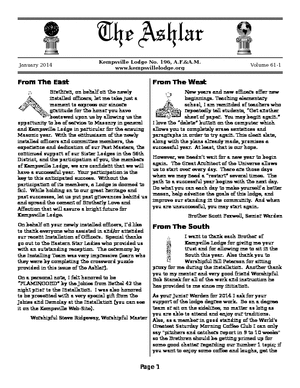 The Ashlar
Kempsville Lodge No. 196, A.F.&A.M.
www.kempsvillelodge.org
January 2014
Volume 61-1
From The East
Brethren, on behalf of the newly
installed officers, let me take just a
moment to express our sincere
gratitude for the honor you have
bestowed upon us by allowing us the
opportunity to be of service to Masonry in general
and Kempsville Lodge in particular for the ensuing
Masonic year. With the enthusiasm of the newly
installed officers and committee members, the
experience and dedication of our Past Masters, the
continued support of our Sister Lodges in the 56th
District, and the participation of you, the members
of Kempsville Lodge, we are confident that we will
have a successful year. Your participation is the
key to this anticipated success. Without the
participation of its members, a Lodge is doomed to
fail. While holding on to our great heritage and
past successes, let us put past grievances behind us
and spread the cement of Brotherly Love and
Affection that will assure a bright future for
Kempsville Lodge.
On behalf of your newly installed officers, I'd like
to thank everyone who assisted in and/or attended
our recent Installation of Officers. Special thanks
go out to the Eastern Star Ladies who provided us
with an outstanding reception. The ceremony by
the Installing Team was very impressive (Learn who
they were by completing the crossword puzzle
provided in this issue of The Ashlar).
On a personal note, I felt honored to be
"FLAMINGOED" by the Jakes from Bethel 42 the
night prior to the Installation. I was also honored
to be presented with a very special gift from the
Jakes and Comsky at the Installation (you can see
it on the Kempsville Web-Site).
Worshipful Steve Ridgeway, Worshipful Master
From The West
New years and new officers offer new
beginnings. Teaching elementary
school, I am reminded of teachers who
repeatedly tell students, "Get another
sheet of paper. You may begin again."
I love the "delete" button on the computer which
allows you to completely erase sentences and
paragraphs in order to try again. The clean slate,
along with the plans already made, promises a
successful year. At least, that is our hope.
However, we needn't wait for a new year to begin
again. The Great Architect of the Universe allows
us to start over every day. There are those days
when we may need a "restart" several times. The
path to a successful year begins with each new day.
Do what you can each day to make yourself a better
mason, help advance the goals of the lodge, and
improve our standing in the community. And when
you are unsuccessful, you may start again.
Brother Scott Fazwell, Senior Warden
From The South
I want to thank each Brother of
Kempsville Lodge for giving me your
trust and for allowing me to sit in the
South this year. Also thank you to
Worshipful Bill Petersen for sitting
proxy for me during the installation. Another thank
you to my mentor and very good friend Worshipful
Bob Stanek for all of the work and instruction he
has provided to me since my initiation.
As your Junior Warden for 2014 I ask for your
support of the lodge degree work. Be on a degree
team or sit on the sidelines, no matter as long as
you are able to attend and enjoy our traditions.
Also, as a member in good standing of the World's
Greatest Saturday Morning Coffee Club I can only
say "pitchers and catchers report in 9 to 10 weeks"
so the Brethren should be getting primed up for
some good sound regarding our number 1 topic; if
you want to enjoy some coffee and laughs, get the
Page 1